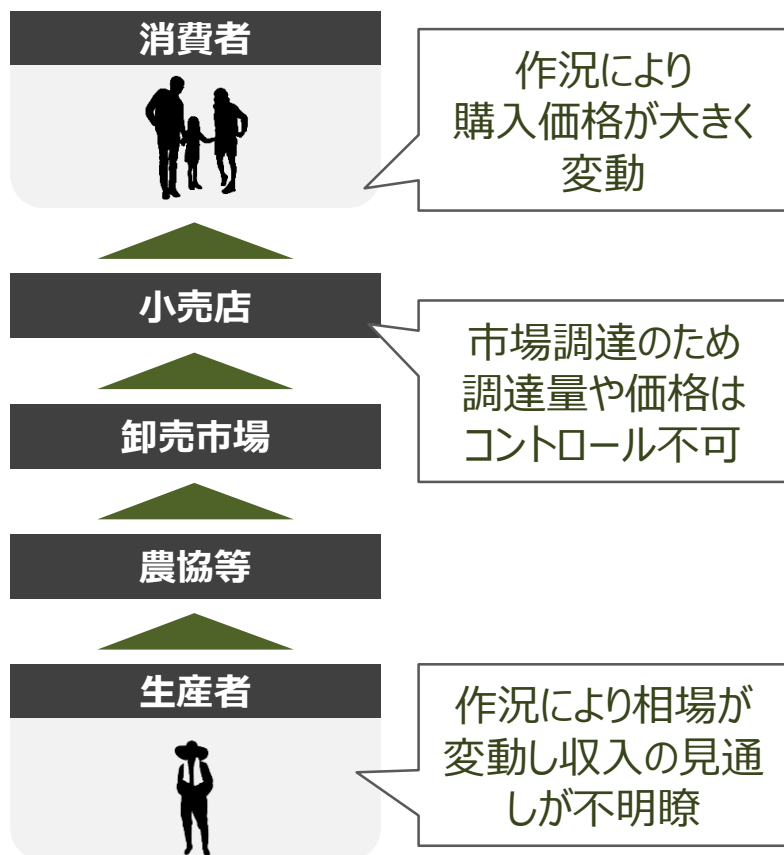 消費者
作況により
購入価格が大きく
変動
小売店
市場調達のため
調達量や価格は
コントロール不可
卸売市場
農協等
生産者
作況により相場が
変動し収入の見通
しが不明瞭